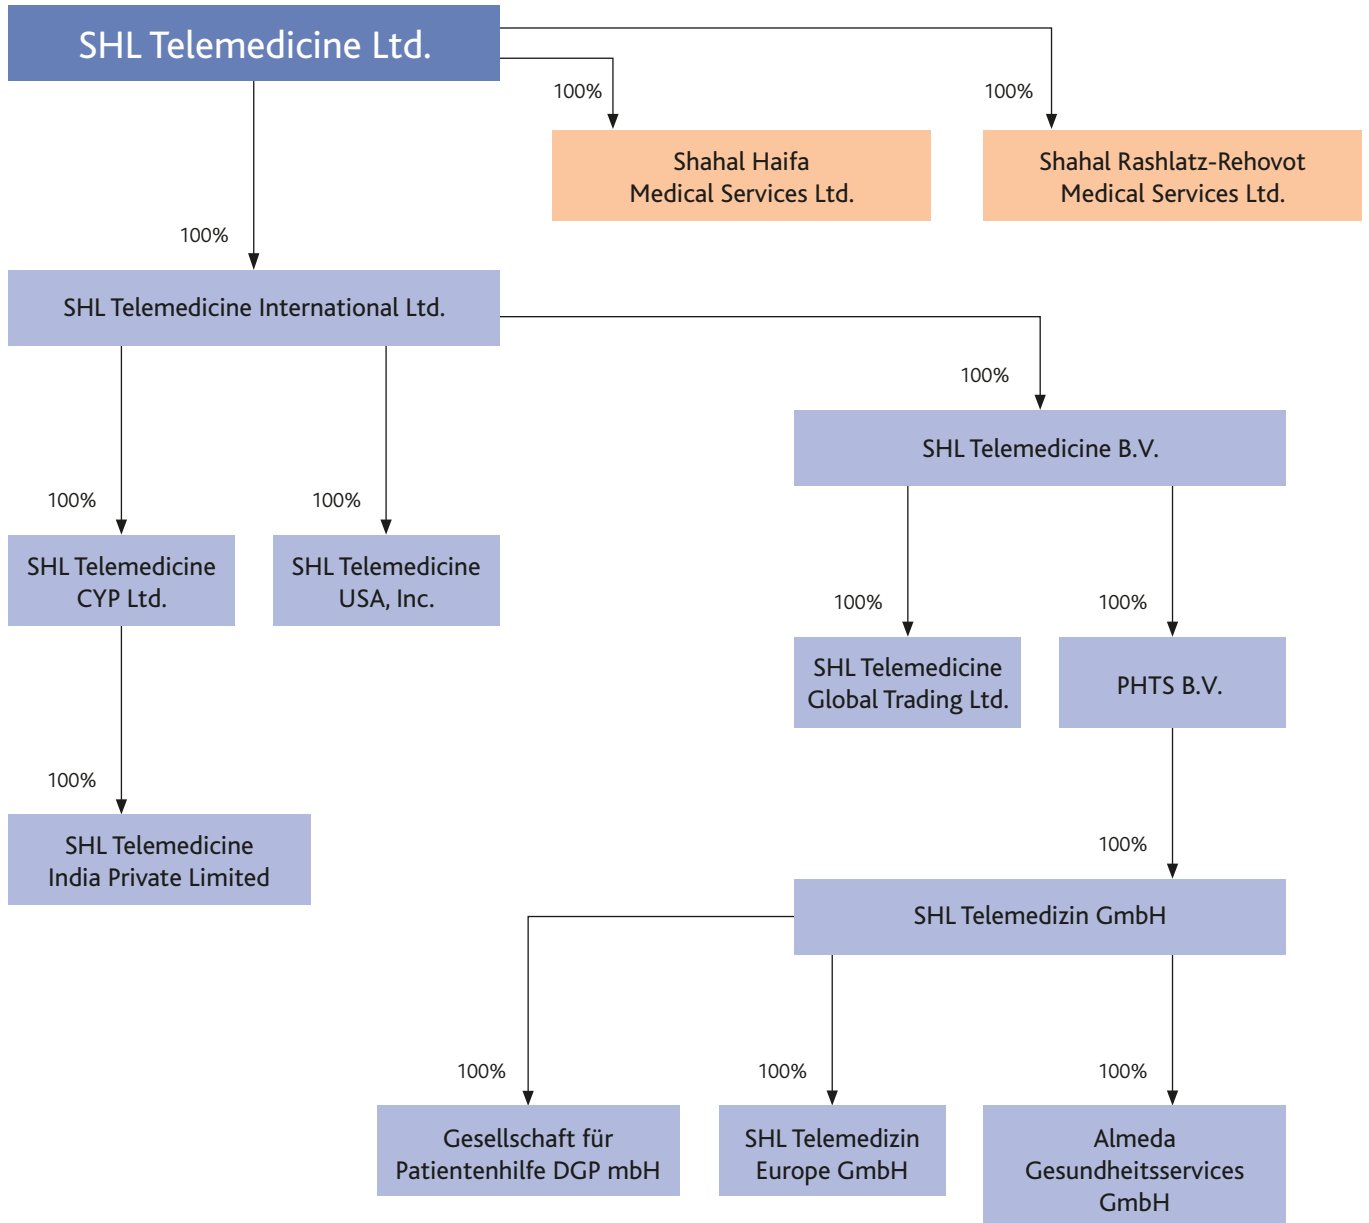 SHL Telemedicine Ltd.
100%
100%
Shahal Haifa
Medical Services Ltd.
Shahal Rashlatz-Rehovot
Medical Services Ltd.
100%
SHL Telemedicine International Ltd.
100%
SHL Telemedicine B.V.
100%
100%
SHL Telemedicine
CYP Ltd.
SHL Telemedicine
USA, Inc.
100%
100%
SHL Telemedicine
Global Trading Ltd.
PHTS B.V.
100%
SHL Telemedicine
India Private Limited
100%
SHL Telemedizin GmbH
100%
100%
100%
Gesellschaft für
Patientenhilfe DGP mbH
SHL Telemedizin
Europe GmbH
Almeda
Gesundheitsservices
GmbH